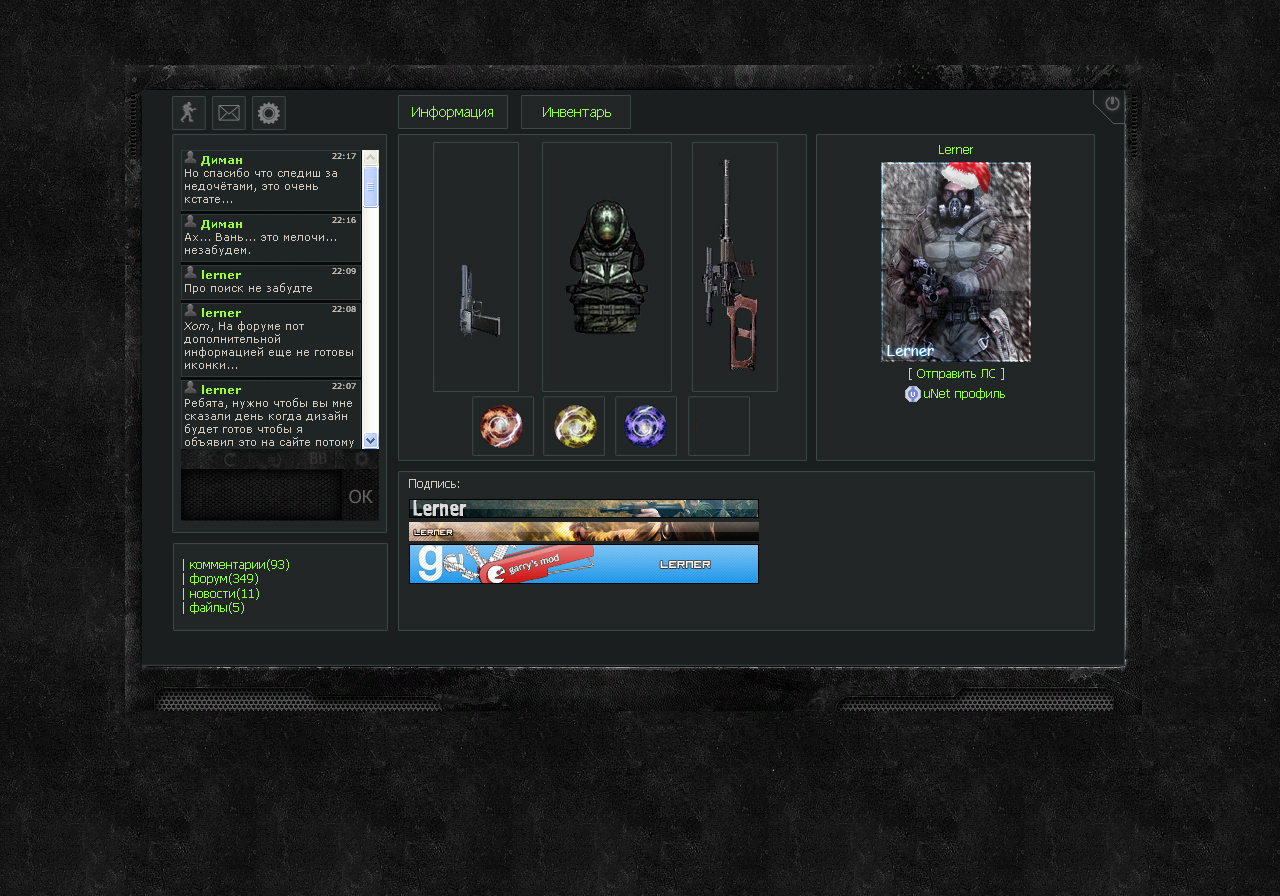 Информация
Инвентарь
Диман 22:17
Но спасибо что следиш за
недочётами, это очень
кстате...
Диман 22:16
Ах... Вань... это мелочи...
незабудем.
lerner 22:09
Про поиск не забудте
lerner 22:08
Xom, На форуме пот
дополнительной
информацией еще не готовы
иконки...
lerner 22:07
Ребята, нужно чтобы вы мне
сказали день когда дизайн
будет готов чтобы я
объявил это на сайте потому
BB
OK
| комментарии(93)
| форум(349)
| новости(11)
| файлы(5)
Lerner
Lerner
[ Отправить ЛС ]
uNet профиль
Подпись:
Lerner
LERNER
g garry's mod LERNER